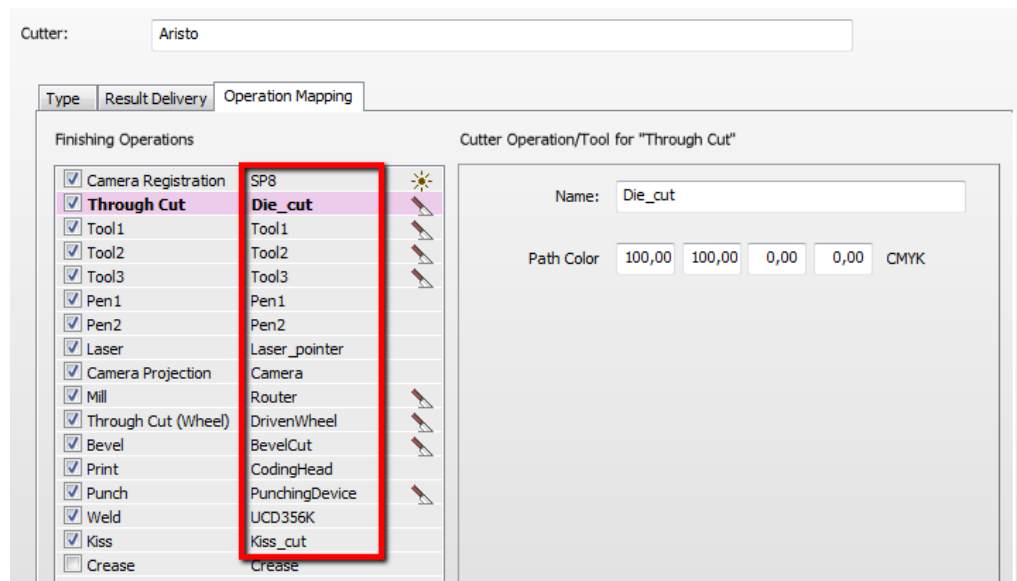 Cutter: Aristo
Type Result Delivery Operation Mapping
Finishing Operations
Camera Registration SP8
Through Cut Die_cut
Tool1 Tool1
Tool2 Tool2
Tool3 Tool3
Pen1 Pen1
Pen2 Pen2
Laser Laser_pointer
Camera Projection Camera
Mill Router
Through Cut (Wheel) DrivenWheel
Bevel BevelCut
Print CodingHead
Punch PunchingDevice
Weld UCD356K
Kiss Kiss_cut
Crease Crease
Cutter Operation/Tool for "Through Cut"
Name: Die_cut
Path Color 100,00 100,00 0,00 0,00 CMYK